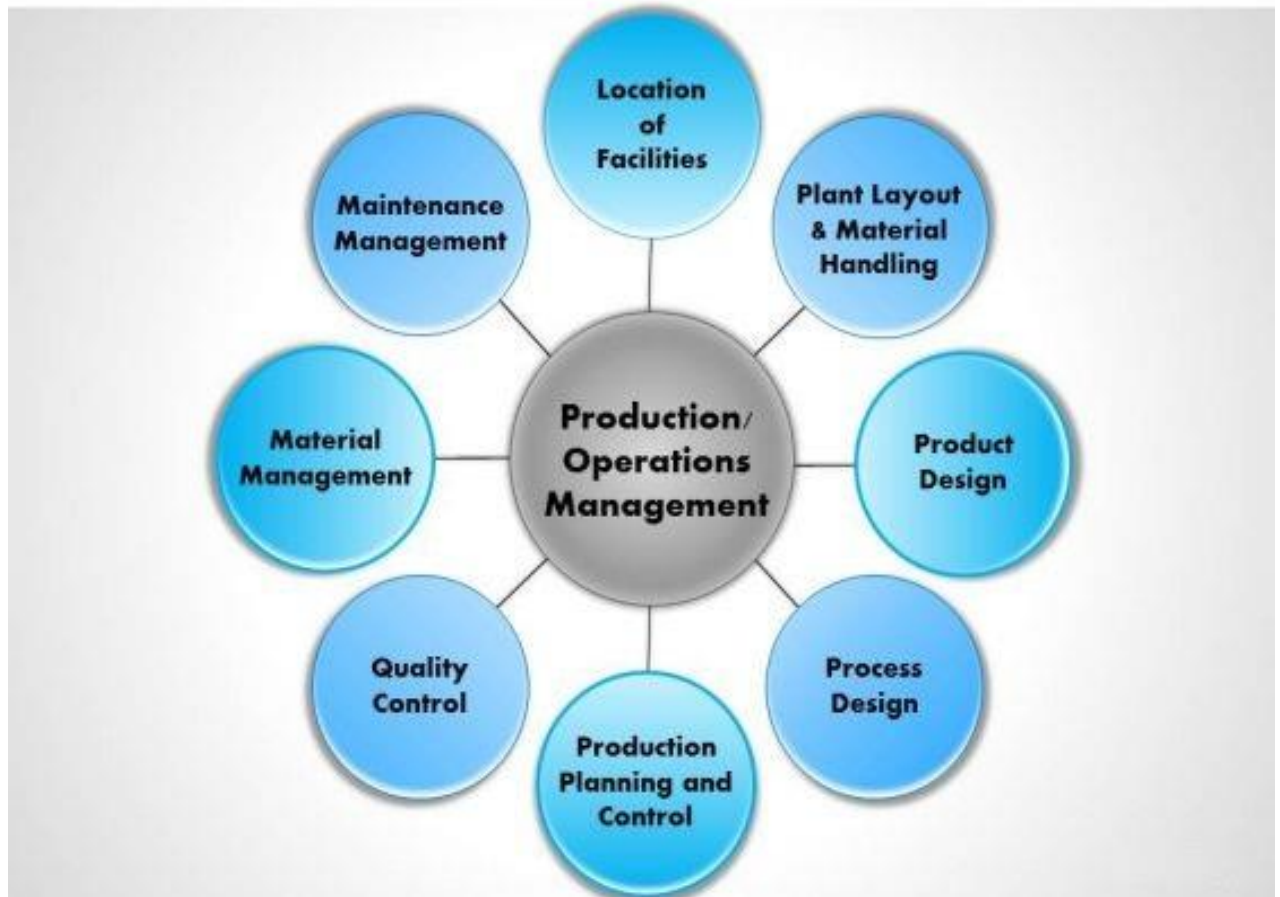 Location
of
Facilities
Plant Layout
& Material
Handling
Product
Design
Process
Design
Production
Planning and
Control
Quality
Control
Material
Management
Maintenance
Management
Production/
Operations
Management